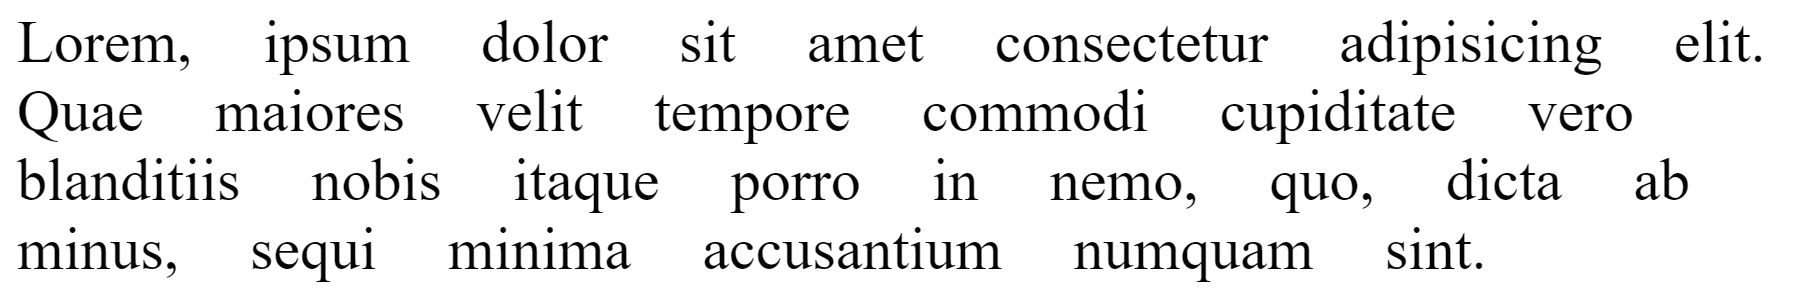 Lorem, ipsum dolor sit amet consectetur adipisicing elit.
Quae maiores velit tempore commodi cupiditate vero
blanditiis nobis itaque porro in nemo, quo, dicta ab
minus, sequi minima accusantium numquam sint.